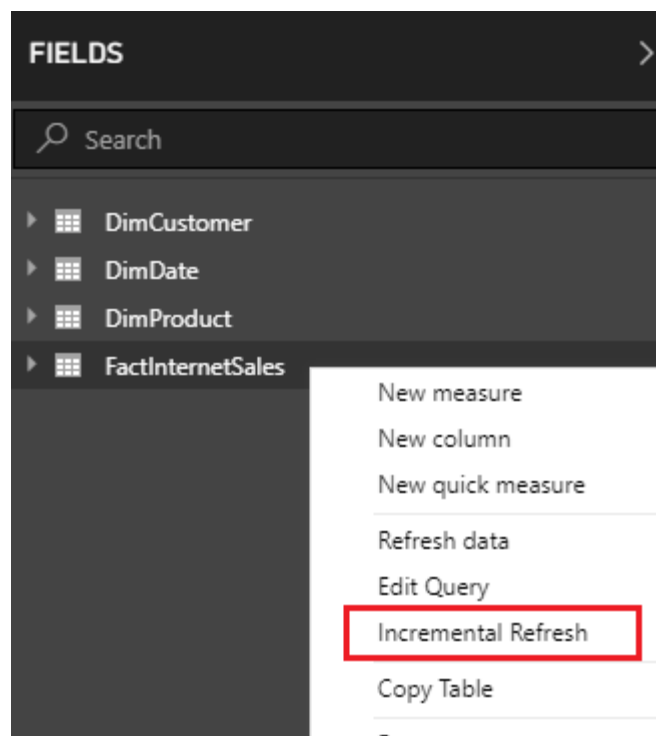 FIELDS
Search
DimCustomer
DimDate
DimProduct
FactInternetSales
New measure
New column
New quick measure
Refresh data
Edit Query
Incremental Refresh
Copy Table